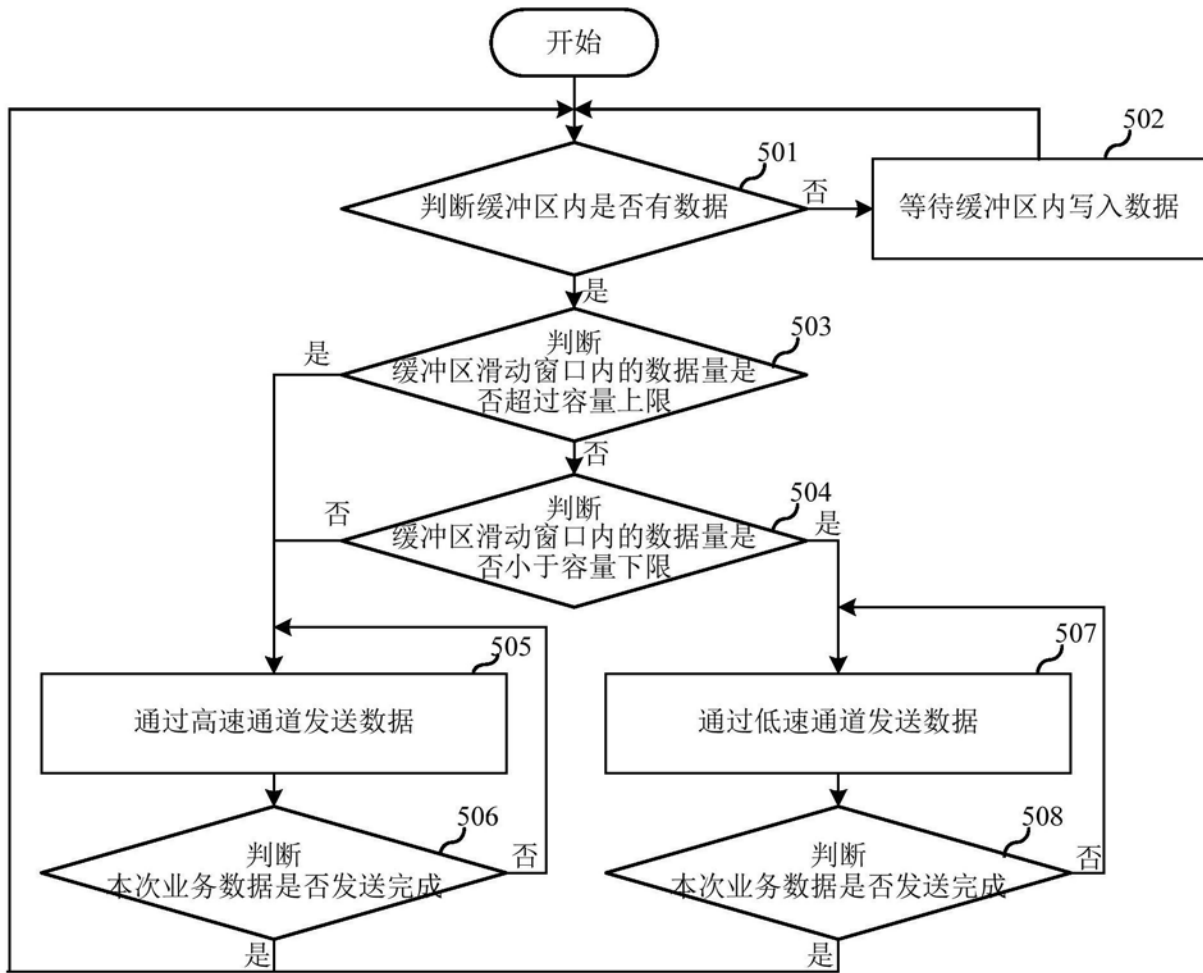 开始
501
判断缓冲区内是否有数据
否
502
等待缓冲区内写入数据
是
503
判断
缓冲区滑动窗口内的数据量是
否超过容量上限
是
否
504
判断
缓冲区滑动窗口内的数据量是
否小于容量下限
否
是
505
通过高速通道发送数据
507
通过低速通道发送数据
506
判断
本次业务数据是否发送完成
否
508
判断
本次业务数据是否发送完成
否
是
是